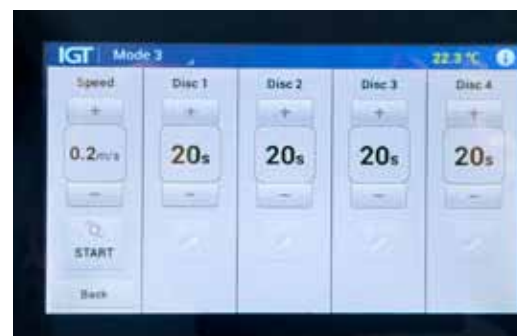 IGT Mode 3 22.3 °C i
Speed Disc 1 Disc 2 Disc 3 Disc 4
+ + + + +
0.2m/s 20s 20s 20s 20s
− − − − −
START
Back